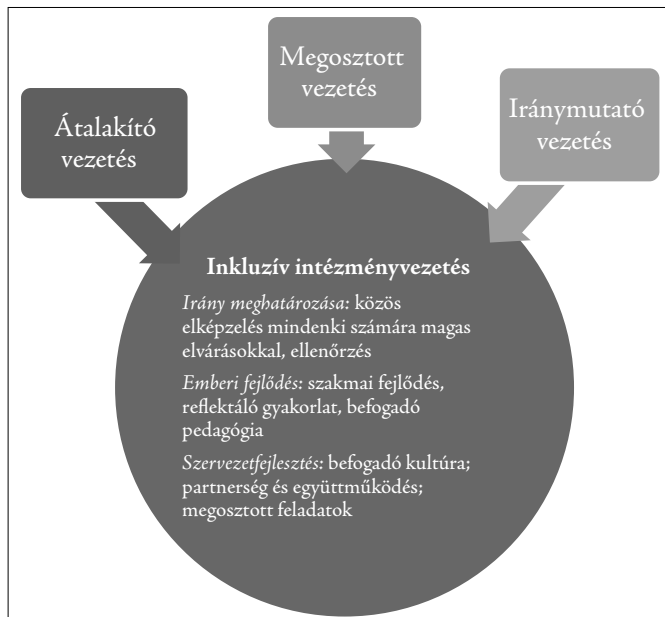 Átalakító
vezetés
Megosztott
vezetés
Iránymutató
vezetés
Inkluzív intézményvezetés
Irány meghatározása: közös
elképzelés mindenki számára magas
elvárásokkal, ellenőrzés
Emberi fejlődés: szakmai fejlődés,
reflektáló gyakorlat, befogadó
pedagógia
Szervezetfejlesztés: befogadó kultúra;
partnerség és együttműködés;
megosztott feladatok